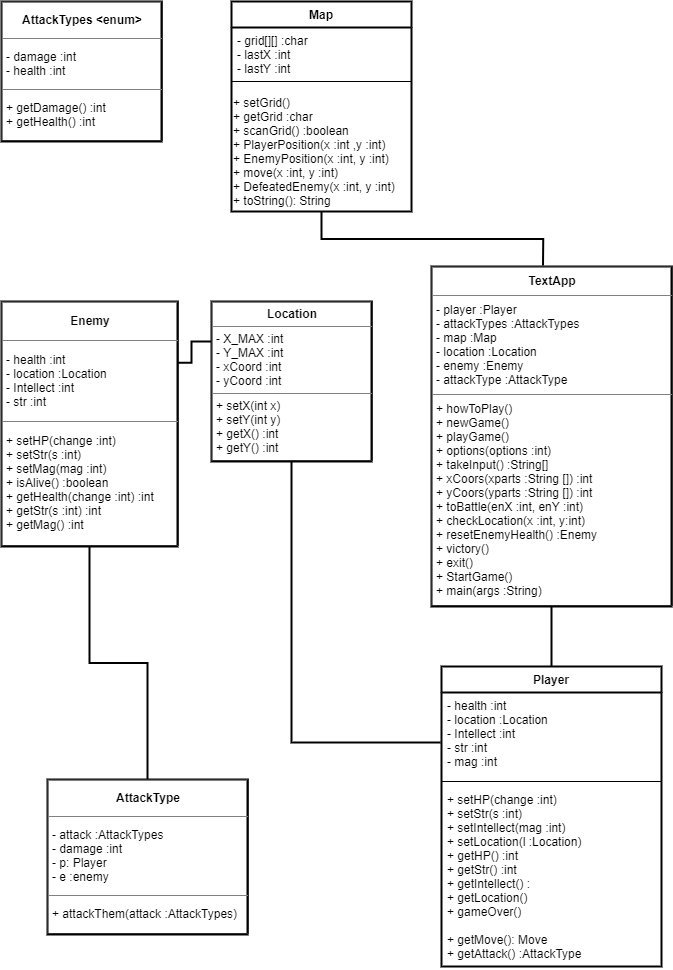 AttackTypes <enum>
- damage :int
- health :int
+ getDamage() :int
+ getHealth() :int
Map
- grid[][] :char
- lastX :int
- lastY :int
+ setGrid()
+ getGrid :char
+ scanGrid() :boolean
+ PlayerPosition(x :int ,y :int)
+ EnemyPosition(x :int, y :int)
+ move(x :int, y :int)
+ DefeatedEnemy(x :int, y :int)
+ toString(): String
TextApp
- player :Player
- attackTypes :AttackTypes
- map :Map
- location :Location
- enemy :Enemy
- attackType :AttackType
+ howToPlay()
+ newGame()
+ playGame()
+ options(options :int)
+ takeInput() :String[]
+ xCoors(xparts :String []) :int
+ yCoors(yparts :String []) :int
+ toBattle(enX :int, enY :int)
+ checkLocation(x :int, y:int)
+ resetEnemyHealth() :Enemy
+ victory()
+ exit()
+ StartGame()
+ main(args :String)
Enemy
- health :int
- location :Location
- Intellect :int
- str :int
+ setHP(change :int)
+ setStr(s :int)
+ setMag(mag :int)
+ isAlive() :boolean
+ getHealth(change :int) :int
+ getStr(s :int) :int
+ getMag() :int
Location
- X_MAX :int
- Y_MAX :int
- xCoord :int
- yCoord :int
+ setX(int x)
+ setY(int y)
+ getX() :int
+ getY() :int
Player
- health :int
- location :Location
- Intellect :int
- str :int
- mag :int
+ setHP(change :int)
+ setStr(s :int)
+ setIntellect(mag :int)
+ setLocation(l :Location)
+ getHP() :int
+ getStr() :int
+ getIntellect() :
+ getLocation()
+ gameOver()
+ getMove(): Move
+ getAttack() :AttackType
AttackType
- attack :AttackTypes
- damage :int
- p: Player
- e :enemy
+ attackThem(attack :AttackTypes)